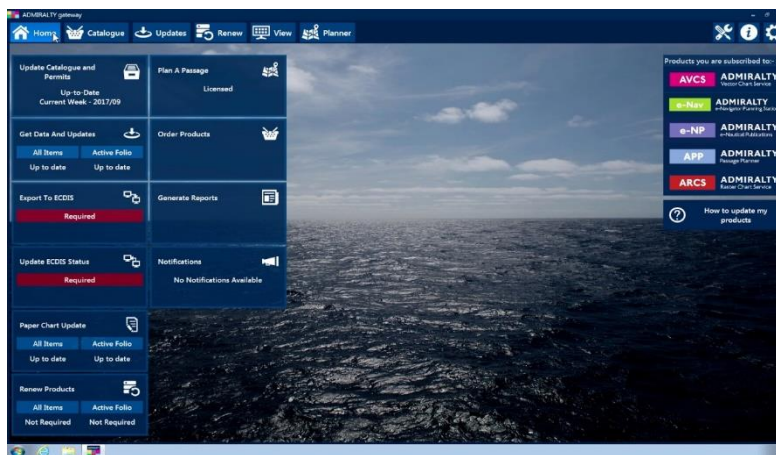 ADMIRALTY gateway
Home
Catalogue
Updates
Renew
View
Planner
Update Catalogue and
Permits
Up-to-Date
Current Week - 2017/09
Plan A Passage
Licensed
Get Data And Updates
All Items
Active Folio
Up to date
Up to date
Order Products
Export To ECDIS
Required
Generate Reports
Update ECDIS Status
Required
Notifications
No Notifications Available
Paper Chart Update
All Items
Active Folio
Up to date
Up to date
Renew Products
All Items
Active Folio
Not Required
Not Required
Products you are subscribed to:-
AVCS
ADMIRALTY
Vector Chart Service
e-Nav
ADMIRALTY
e-Navigator Planning Station
e-NP
ADMIRALTY
e-Nautical Publications
APP
ADMIRALTY
Passage Planner
ARCS
ADMIRALTY
Raster Chart Service
How to update my
products